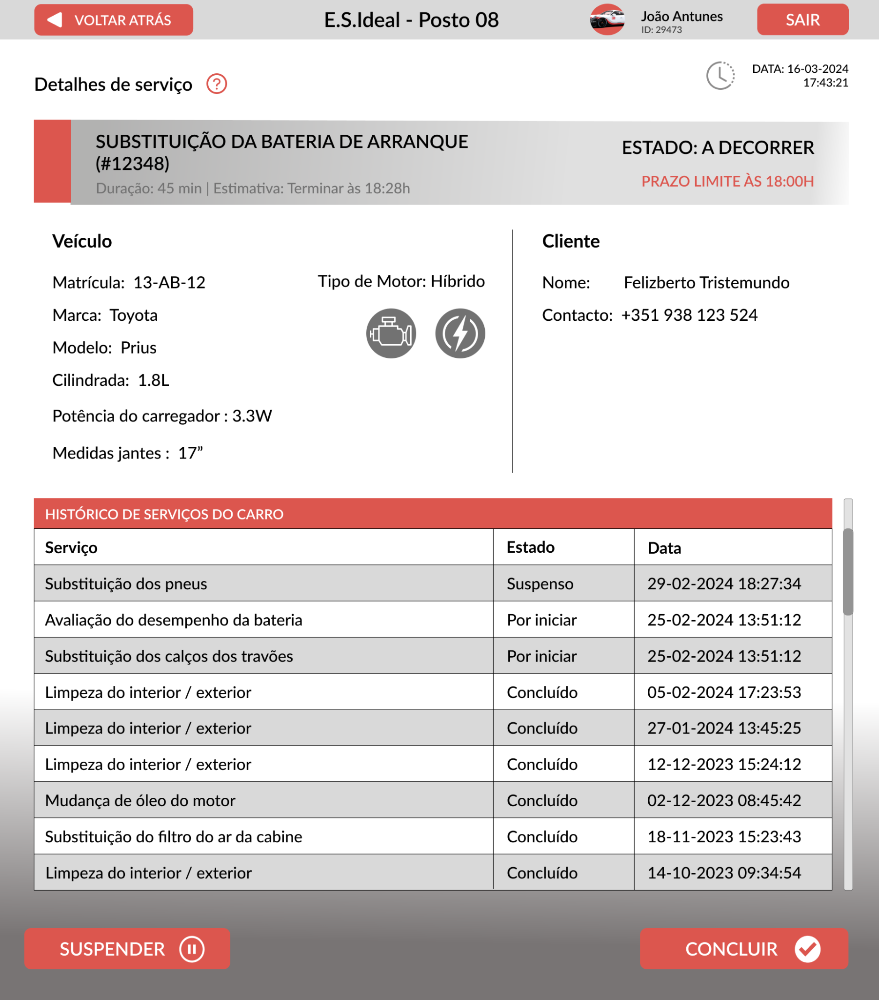 VOLTAR ATRÁS
E.S.Ideal - Posto 08
João Antunes
ID: 29473
SAIR
Detalhes de serviço
?
DATA: 16-03-2024
17:43:21
SUBSTITUIÇÃO DA BATERIA DE ARRANQUE
(#12348)
Duração: 45 min | Estimativa: Terminar às 18:28h
ESTADO: A DECORRER
PRAZO LIMITE ÀS 18:00H
Veículo
Matrícula: 13-AB-12
Marca: Toyota
Modelo: Prius
Cilindrada: 1.8L
Potência do carregador : 3.3W
Medidas jantes : 17”
Tipo de Motor: Híbrido
Cliente
Nome: Felizberto Tristemundo
Contacto: +351 938 123 524
HISTÓRICO DE SERVIÇOS DO CARRO
Serviço Estado Data
Substituição dos pneus Suspenso 29-02-2024 18:27:34
Avaliação do desempenho da bateria Por iniciar 25-02-2024 13:51:12
Substituição dos calços dos travões Por iniciar 25-02-2024 13:51:12
Limpeza do interior / exterior Concluído 05-02-2024 17:23:53
Limpeza do interior / exterior Concluído 27-01-2024 13:45:25
Limpeza do interior / exterior Concluído 12-12-2023 15:24:12
Mudança de óleo do motor Concluído 02-12-2023 08:45:42
Substituição do filtro do ar da cabine Concluído 18-11-2023 15:23:43
Limpeza do interior / exterior Concluído 14-10-2023 09:34:54
SUSPENDER
CONCLUIR